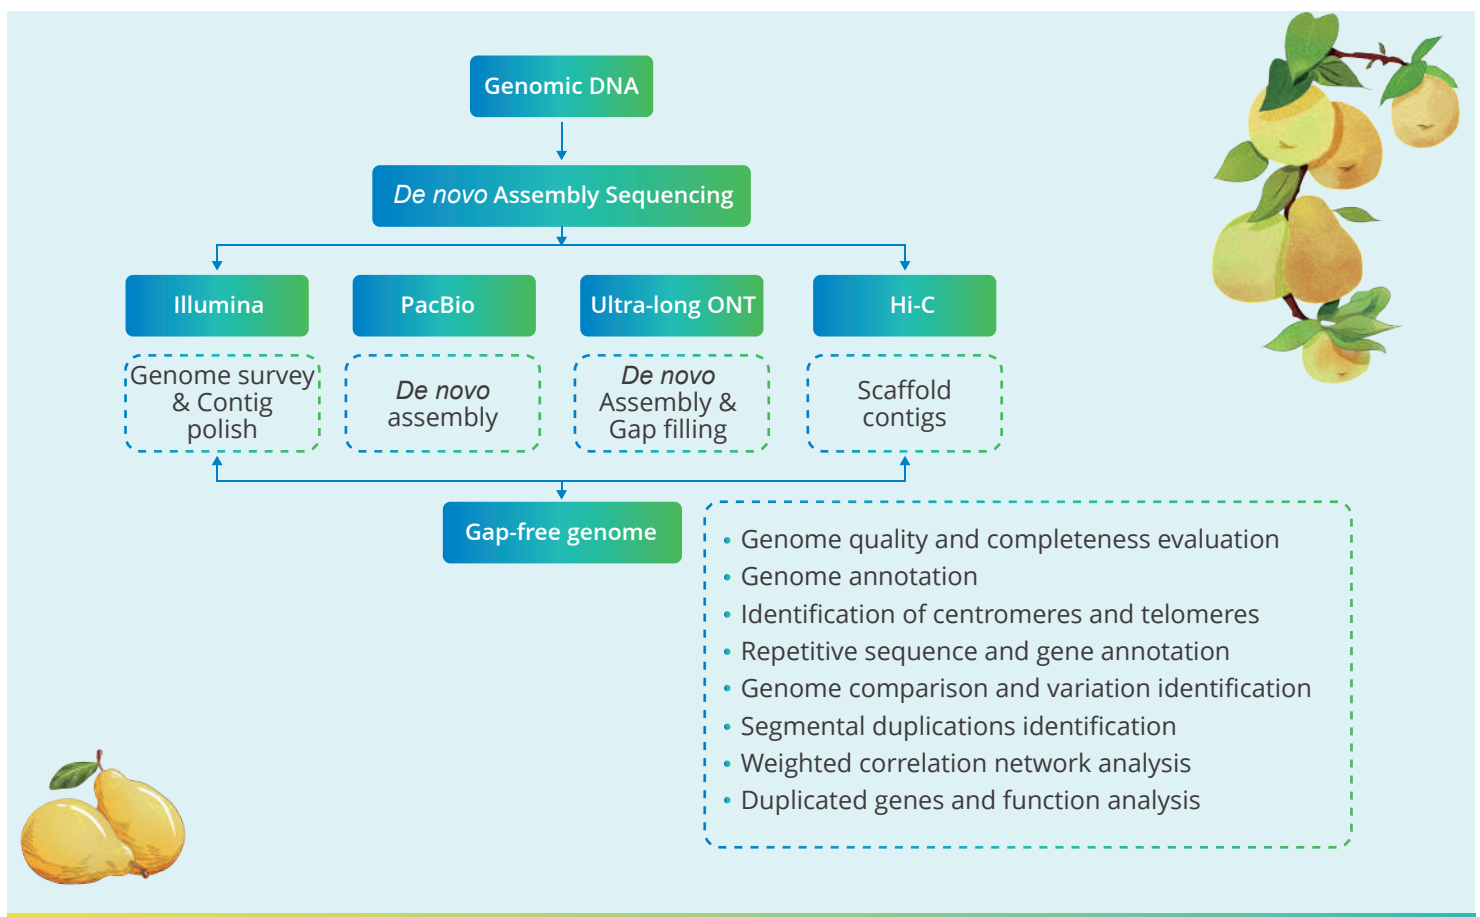 Genomic DNA
De novo Assembly Sequencing
Illumina
PacBio
Ultra-long ONT
Hi-C
Genome survey
& Contig
polish
De novo
assembly
De novo
Assembly &
Gap filling
Scaffold
contigs
Gap-free genome
• Genome quality and completeness evaluation
• Genome annotation
• Identification of centromeres and telomeres
• Repetitive sequence and gene annotation
• Genome comparison and variation identification
• Segmental duplications identification
• Weighted correlation network analysis
• Duplicated genes and function analysis